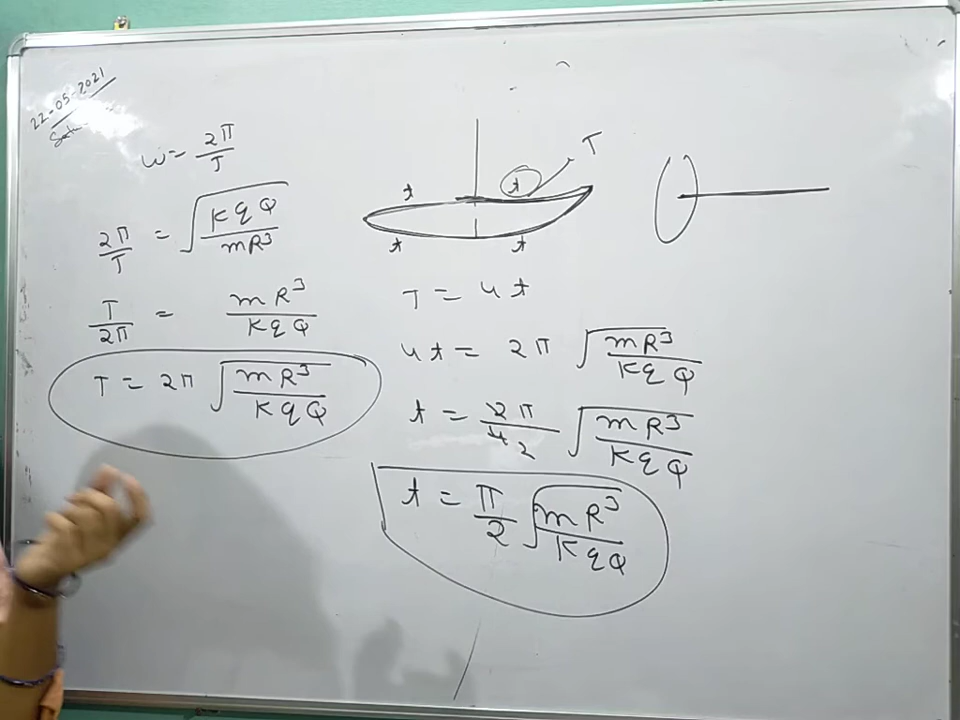 22-05-2021
ω = 2π/T
2π/T = √(KqQ/mR³)
T/2π = mR³/KqQ
T = 2π √(mR³/KqQ)
t T
t
t t
T = 4t
4t = 2π √(mR³/KqQ)
t = 2π/4 2 √(mR³/KqQ)
t = π/2 √(mR³/KqQ)